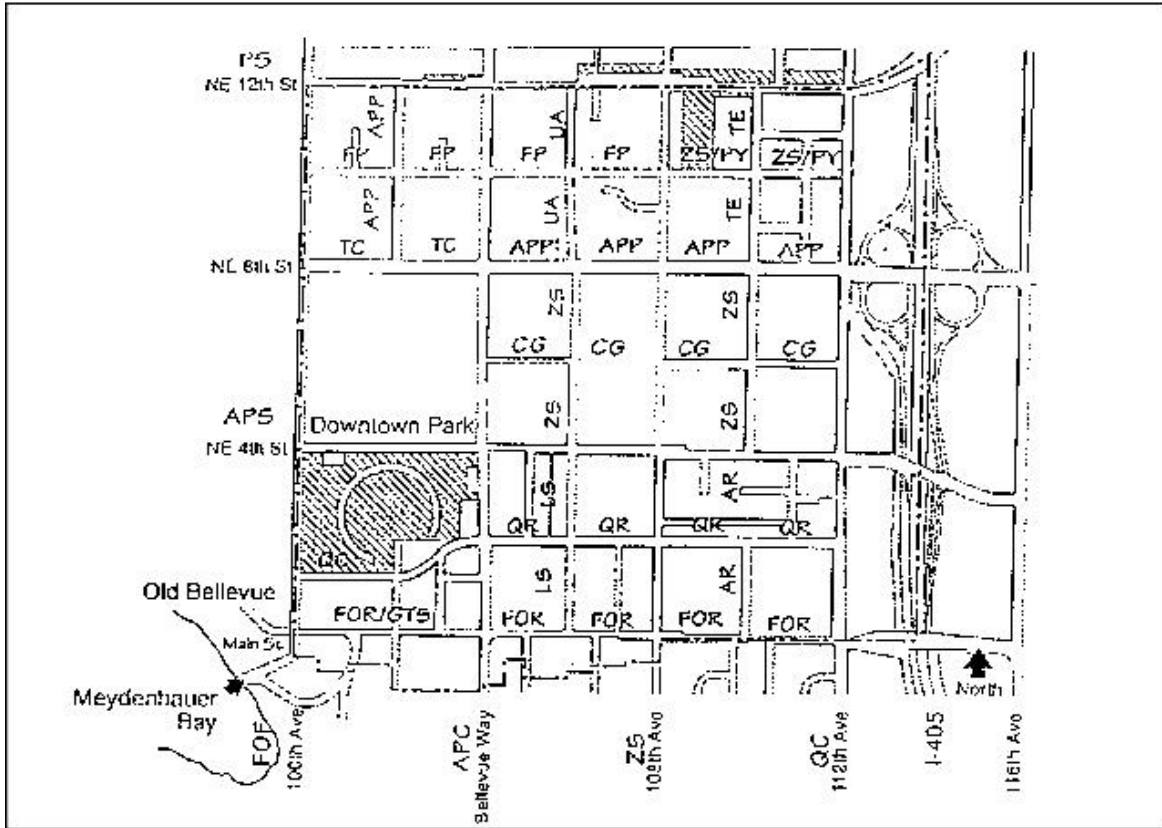 PS
NE 12th St
APP
UA
TE
FP
FP
FP
FP
ZS/PY
ZS/PY
APP
UA
TE
TC
TC
APP
APP
APP
APP
NE 8th St
ZS
ZS
CG
CG
CG
CG
APS
Downtown Park
ZS
ZS
NE 4th St
LS
AR
QR
QR
QR
QR
Old Bellevue
LS
AR
FOR/GTS
FOR
FOR
FOR
FOR
Main St
Meydenbauer
Bay
North
100th Ave
APC
Bellevue Way
ZS
108th Ave
QC
112th Ave
I-405
116th Ave